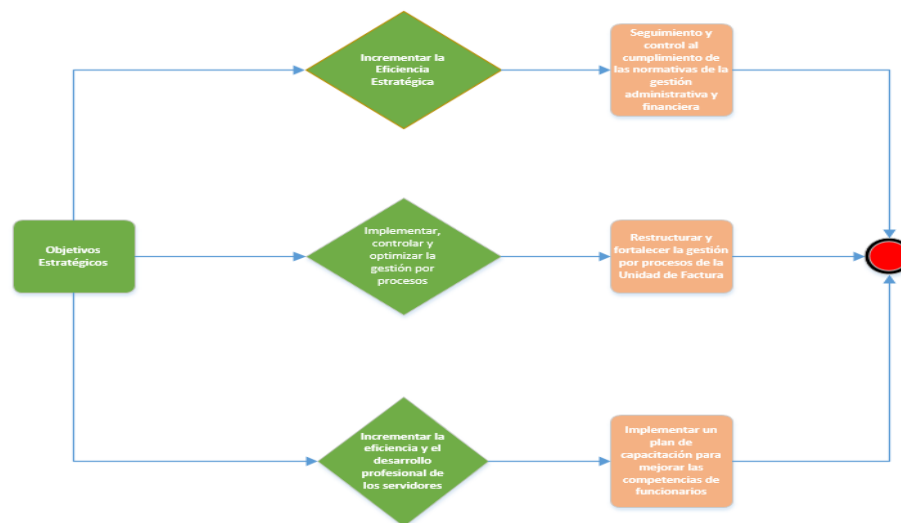 Incrementar la
Eficiencia
Estratégica
Seguimiento y
control al
cumplimiento de
las normativas de la
gestión
administrativa y
financiera
Objetivos
Estratégicos
Implementar,
controlar y
optimizar la
gestión por
procesos
Restructurar y
fortalecer la gestión
por procesos de la
Unidad de Factura
Incrementar la
eficiencia y el
desarrollo
profesional de
los servidores
Implementar un
plan de
capacitación para
mejorar las
competencias de
funcionarios